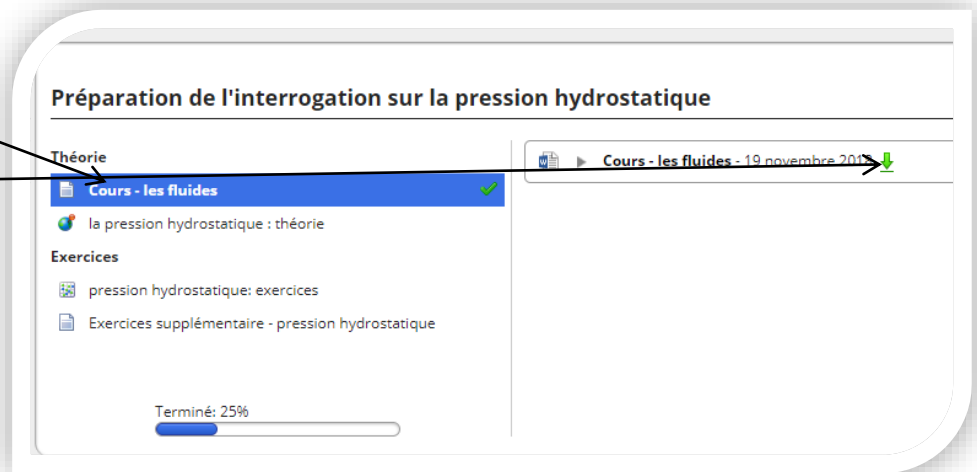 Préparation de l'interrogation sur la pression hydrostatique
Théorie
Cours - les fluides
la pression hydrostatique : théorie
Exercices
pression hydrostatique: exercices
Exercices supplémentaire - pression hydrostatique
Terminé: 25%
Cours - les fluides - 19 novembre